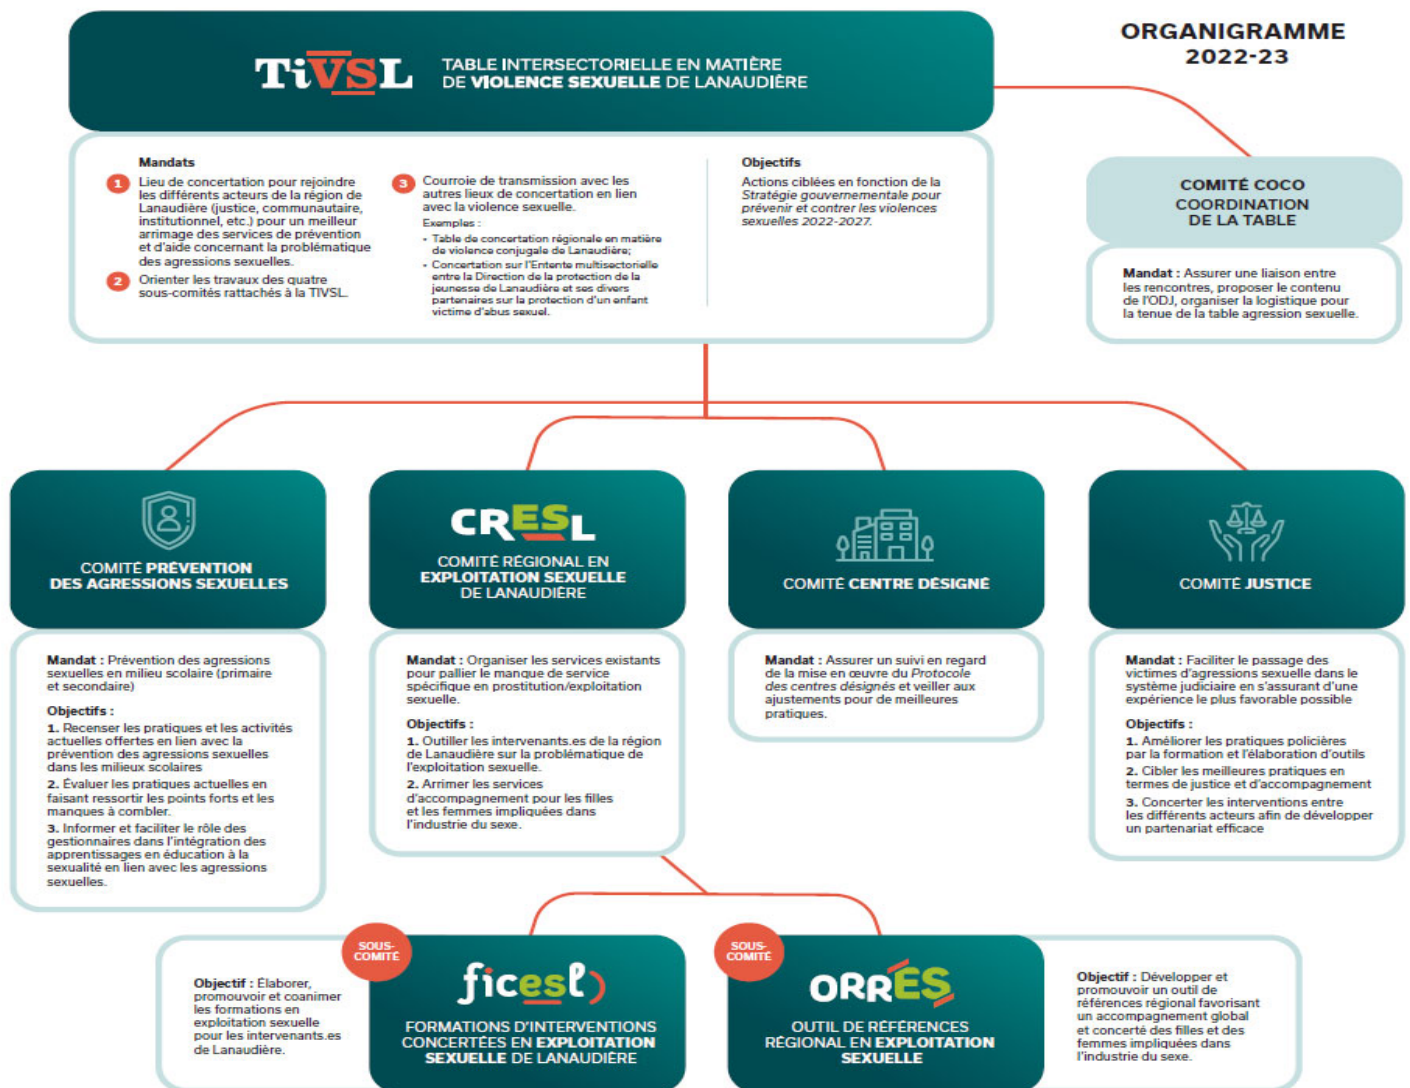 ORGANIGRAMME
2022-23
TiVSL
TABLE INTERSECTORIELLE EN MATIÈRE
DE VIOLENCE SEXUELLE DE LANAUDIÈRE
Mandats
1 Lieu de concertation pour rejoindre
les différents acteurs de la région de
Lanaudière (justice, communautaire,
institutionnel, etc.) pour un meilleur
arrimage des services de prévention
et d'aide concernant la problématique
des agressions sexuelles.
2 Orienter les travaux des quatre
sous-comités rattachés à la TIVSL.
3 Courroie de transmission avec les
autres lieux de concertation en lien
avec la violence sexuelle.
Exemples :
- Table de concertation régionale en matière
de violence conjugale de Lanaudière;
- Concertation sur l'Entente multisectorielle
entre la Direction de la protection de la
jeunesse de Lanaudière et ses divers
partenaires sur la protection d'un enfant
victime d'abus sexuel.
Objectifs
Actions ciblées en fonction de la
Stratégie gouvernementale pour
prévenir et contrer les violences
sexuelles 2022-2027.
COMITÉ COCO
COORDINATION
DE LA TABLE
Mandat : Assurer une liaison entre
les rencontres, proposer le contenu
de l'ODJ, organiser la logistique pour
la tenue de la table agression sexuelle.
COMITÉ PRÉVENTION
DES AGRESSIONS SEXUELLES
Mandat : Prévention des agressions
sexuelles en milieu scolaire (primaire
et secondaire)
Objectifs :
1. Recenser les pratiques et les activités
actuelles offertes en lien avec la
prévention des agressions sexuelles
dans les milieux scolaires
2. Évaluer les pratiques actuelles en
faisant ressortir les points forts et les
manques à combler.
3. Informer et faciliter le rôle des
gestionnaires dans l'intégration des
apprentissages en éducation à la
sexualité en lien avec les agressions
sexuelles.
CRESL
COMITÉ RÉGIONAL EN
EXPLOITATION SEXUELLE
DE LANAUDIÈRE
Mandat : Organiser les services existants
pour pallier le manque de service
spécifique en prostitution/exploitation
sexuelle.
Objectifs :
1. Outiller les intervenants.es de la région
de Lanaudière sur la problématique de
l'exploitation sexuelle.
2. Arrimer les services
d'accompagnement pour les filles
et les femmes impliquées dans
l'industrie du sexe.
COMITÉ CENTRE DÉSIGNÉ
Mandat : Assurer un suivi en regard
de la mise en œuvre du Protocole
des centres désignés et veiller aux
ajustements pour de meilleures
pratiques.
COMITÉ JUSTICE
Mandat : Faciliter le passage des
victimes d'agressions sexuelle dans le
système judiciaire en s'assurant d'une
expérience le plus favorable possible
Objectifs :
1. Améliorer les pratiques policières
par la formation et l'élaboration d'outils
2. Cibler les meilleures pratiques en
termes de justice et d'accompagnement
3. Concerter les interventions entre
les différents acteurs afin de développer
un partenariat efficace
Objectif : Élaborer,
promouvoir et coanimer
les formations en
exploitation sexuelle
pour les intervenants.es
de Lanaudière.
SOUS-
COMITÉ
ficesl
FORMATIONS D'INTERVENTIONS
CONCERTÉES EN EXPLOITATION
SEXUELLE DE LANAUDIÈRE
SOUS-
COMITÉ
ORRÉS
OUTIL DE RÉFÉRENCES
RÉGIONAL EN EXPLOITATION
SEXUELLE
Objectif : Développer et
promouvoir un outil de
références régional favorisant
un accompagnement global
et concerté des filles et des
femmes impliquées dans
l'industrie du sexe.